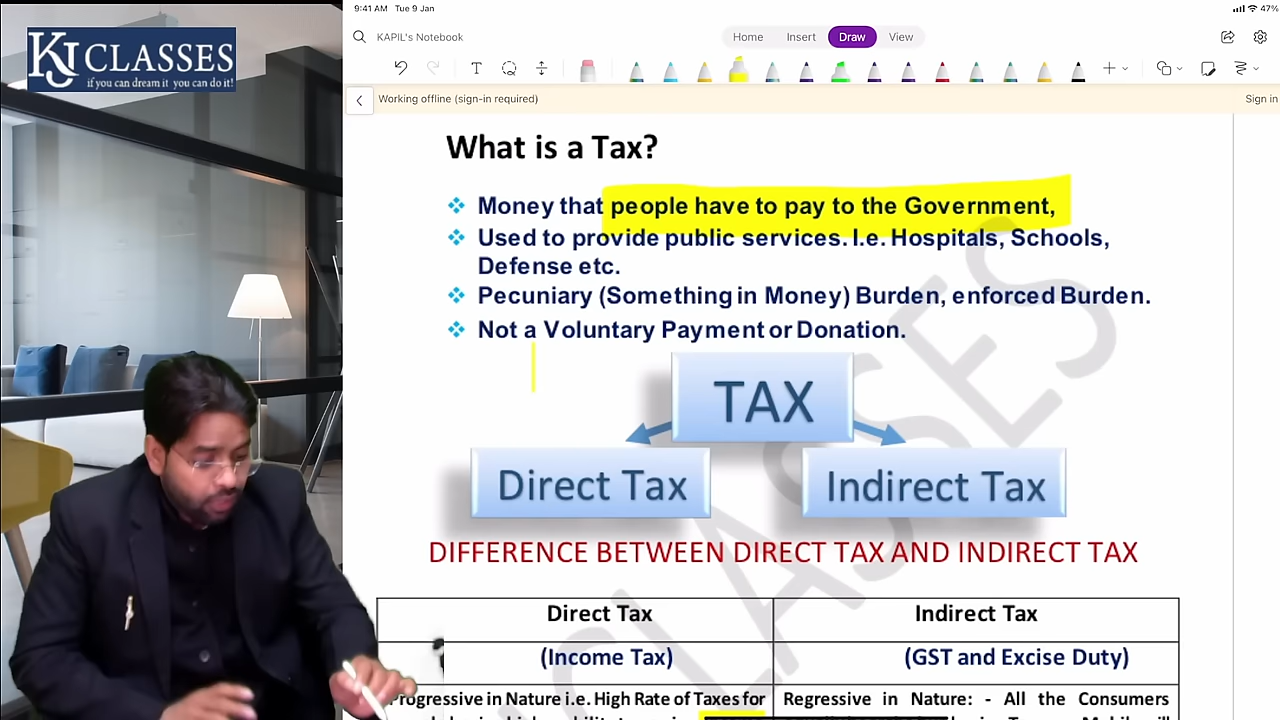 KJ CLASSES
if you can dream it you can do it!
9:41 AM Tue 9 Jan
47%
KAPIL's Notebook
Home Insert Draw View
Working offline (sign-in required)
Sign in
What is a Tax?
Money that people have to pay to the Government,
Used to provide public services. I.e. Hospitals, Schools,
Defense etc.
Pecuniary (Something in Money) Burden, enforced Burden.
Not a Voluntary Payment or Donation.
TAX
Direct Tax Indirect Tax
DIFFERENCE BETWEEN DIRECT TAX AND INDIRECT TAX
Direct Tax Indirect Tax
(Income Tax) (GST and Excise Duty)
Progressive in Nature i.e. High Rate of Taxes for Regressive in Nature: - All the Consumers
CLASSES